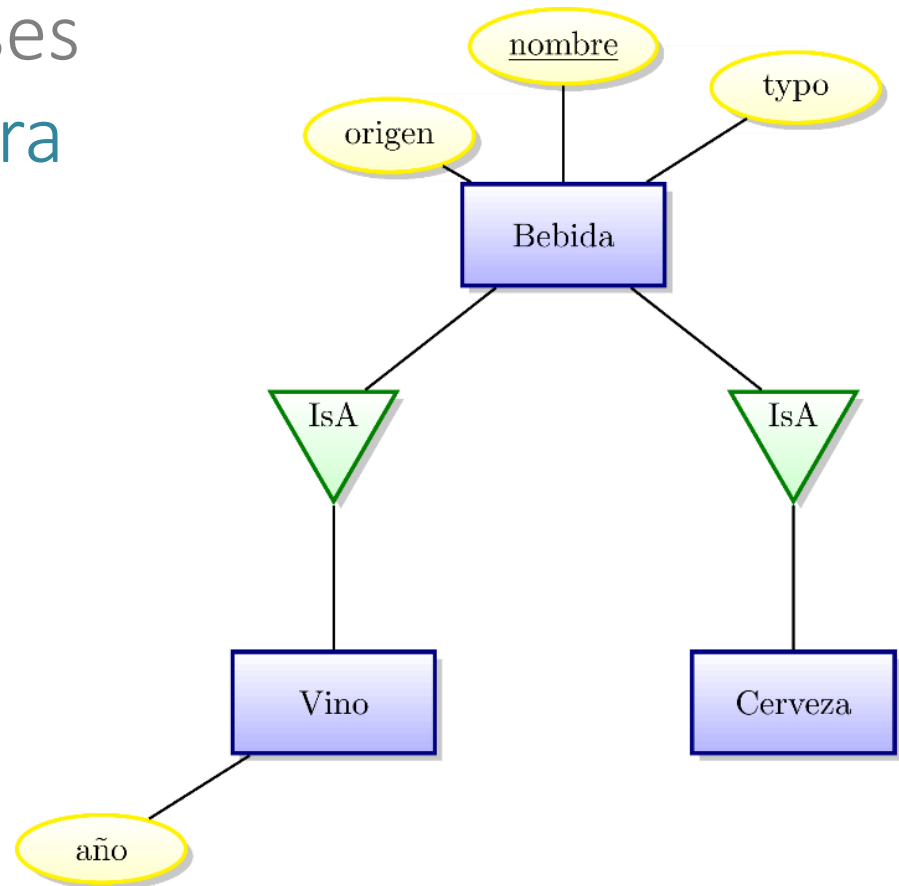 es
ra
nombre
typo
origen
Bebida
IsA
IsA
Vino
Cerveza
año